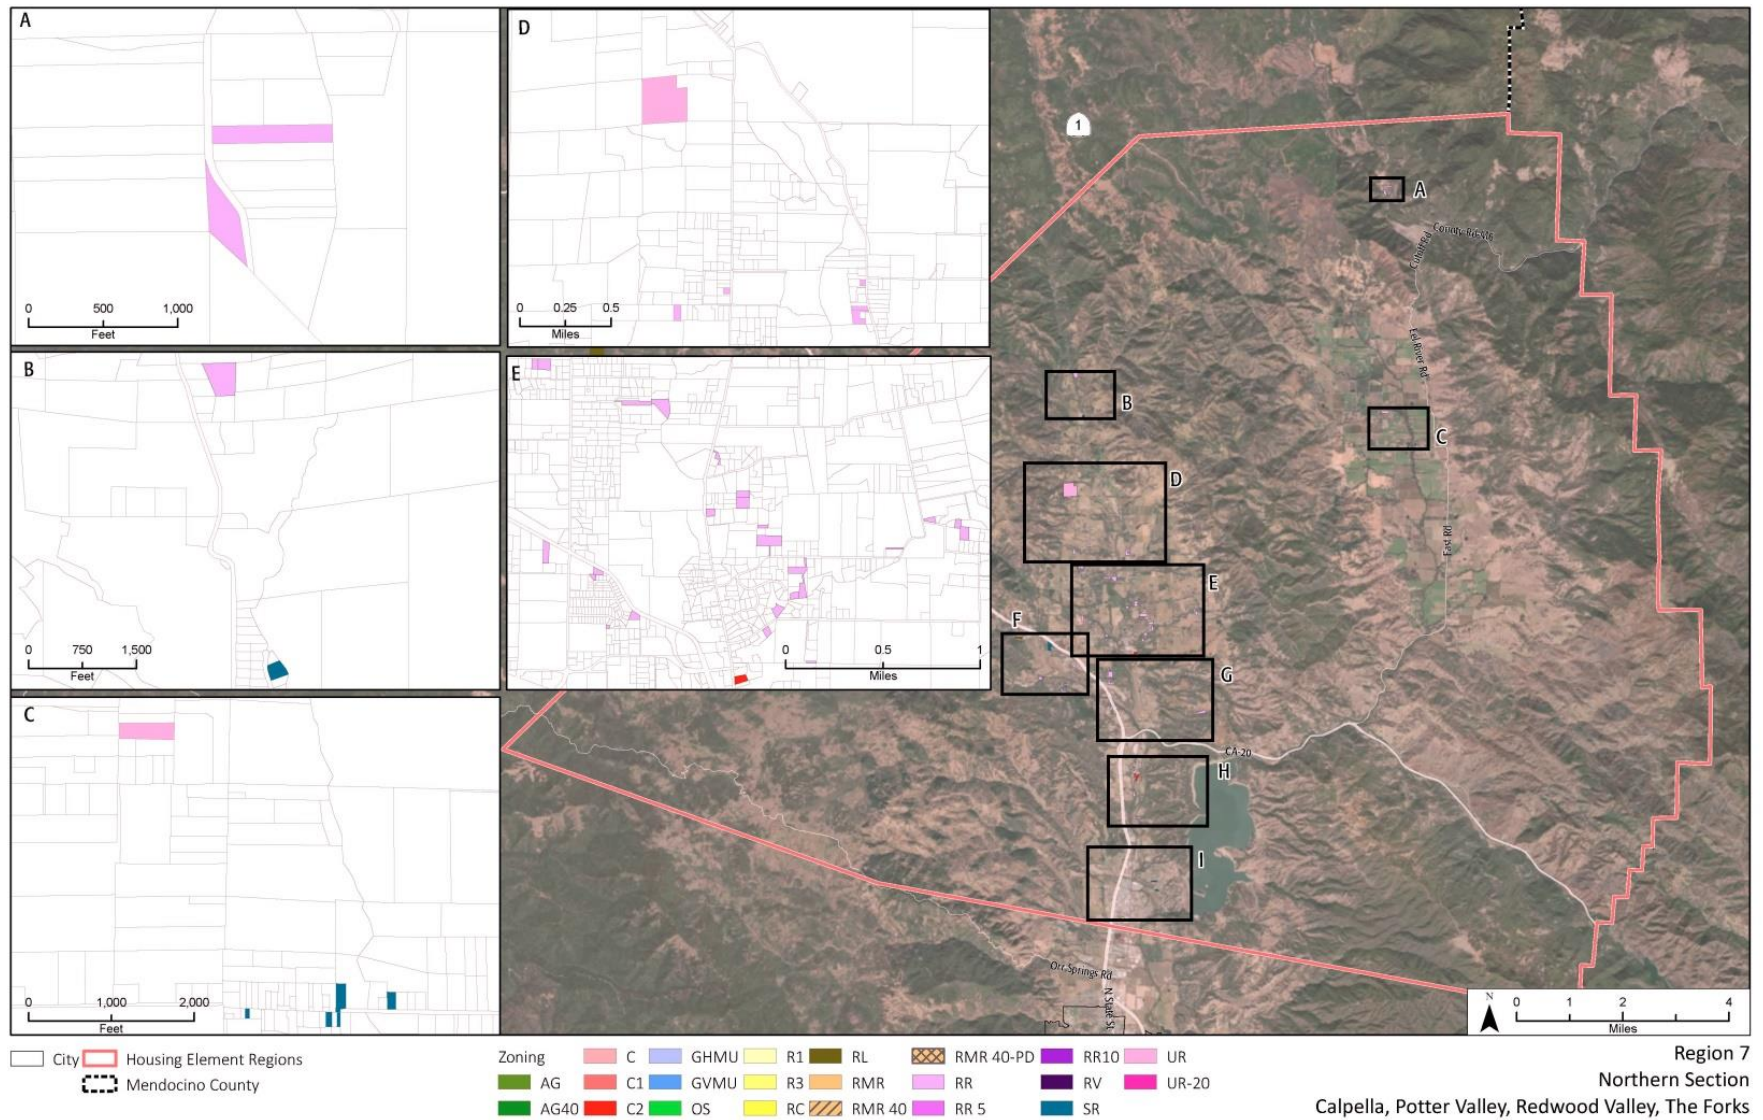 A
0 500 1,000
Feet
B
0 750 1,500
Feet
C
0 1,000 2,000
Feet
D
0 0.25 0.5
Miles
E
0 0.5 1
Miles
1
A
County Rd 416
Cutoff Rd
Eel River Rd
B
C
D
East Rd
E
F
G
CA-20
H
I
Orr Springs Rd
N State St
N
0 1 2 4
Miles
City
Housing Element Regions
Mendocino County
Zoning
AG
AG40
C
C1
C2
GHMU
GVMU
OS
R1
R3
RC
RL
RMR
RMR 40
RMR 40-PD
RR
RR 5
RR10
RV
SR
UR
UR-20
Region 7
Northern Section
Calpella, Potter Valley, Redwood Valley, The Forks